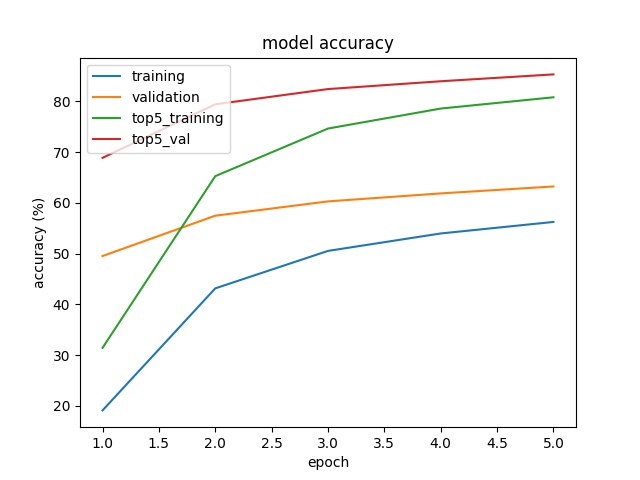 model accuracy
training
validation
top5_training
top5_val
accuracy (%)
80
70
60
50
40
30
20
1.0 1.5 2.0 2.5 3.0 3.5 4.0 4.5 5.0
epoch